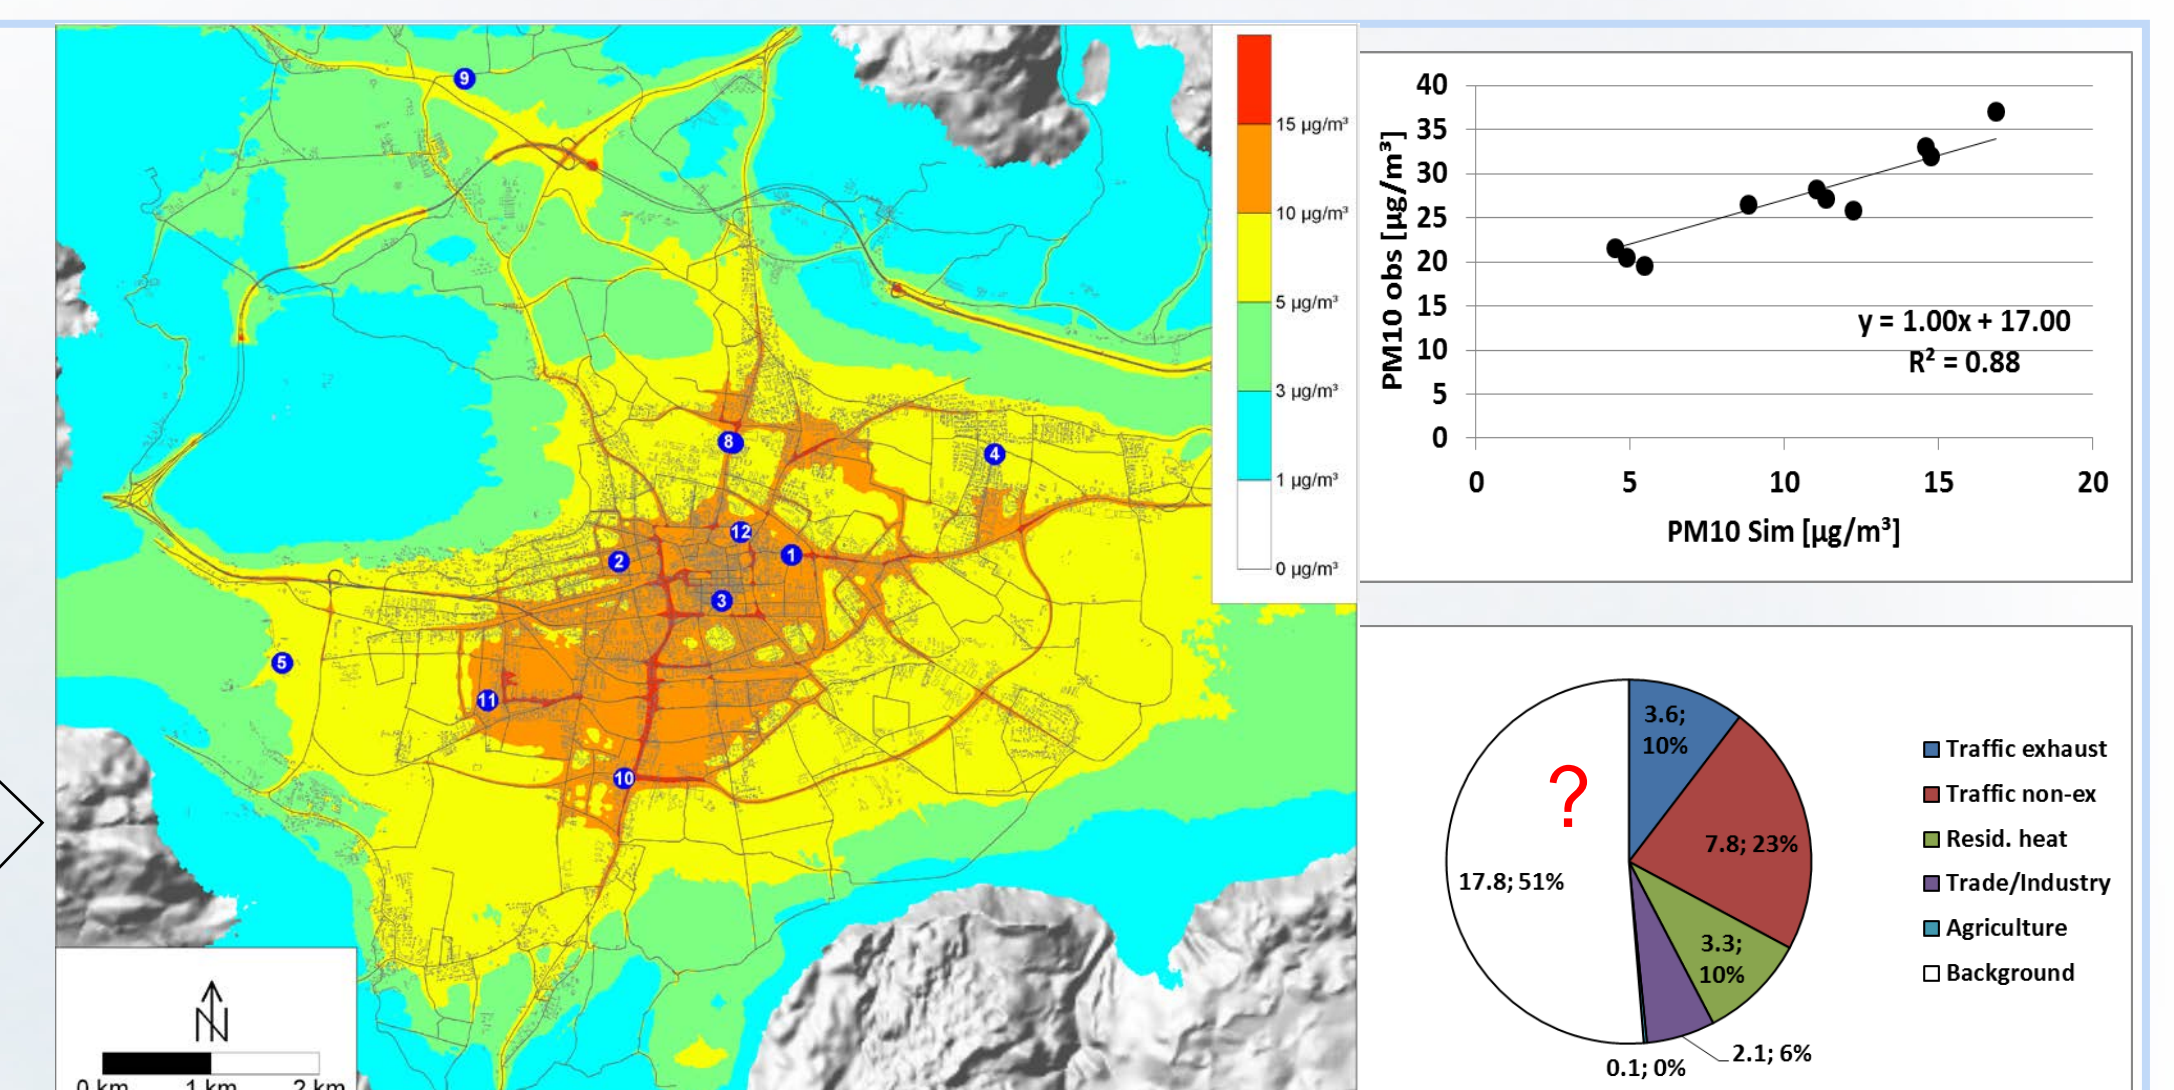 9
8
4
12
1
2
3
5
11
10
15 µg/m³
10 µg/m³
5 µg/m³
3 µg/m³
1 µg/m³
0 µg/m³
N
0 km 1 km 2 km
40
35
30
25
20
15
10
5
0
0 5 10 15 20
PM10 obs [µg/m³]
PM10 Sim [µg/m³]
y = 1.00x + 17.00
R² = 0.88
3.6;
10%
7.8; 23%
3.3;
10%
2.1; 6%
0.1; 0%
17.8; 51%
?
Traffic exhaust
Traffic non-ex
Resid. heat
Trade/Industry
Agriculture
Background